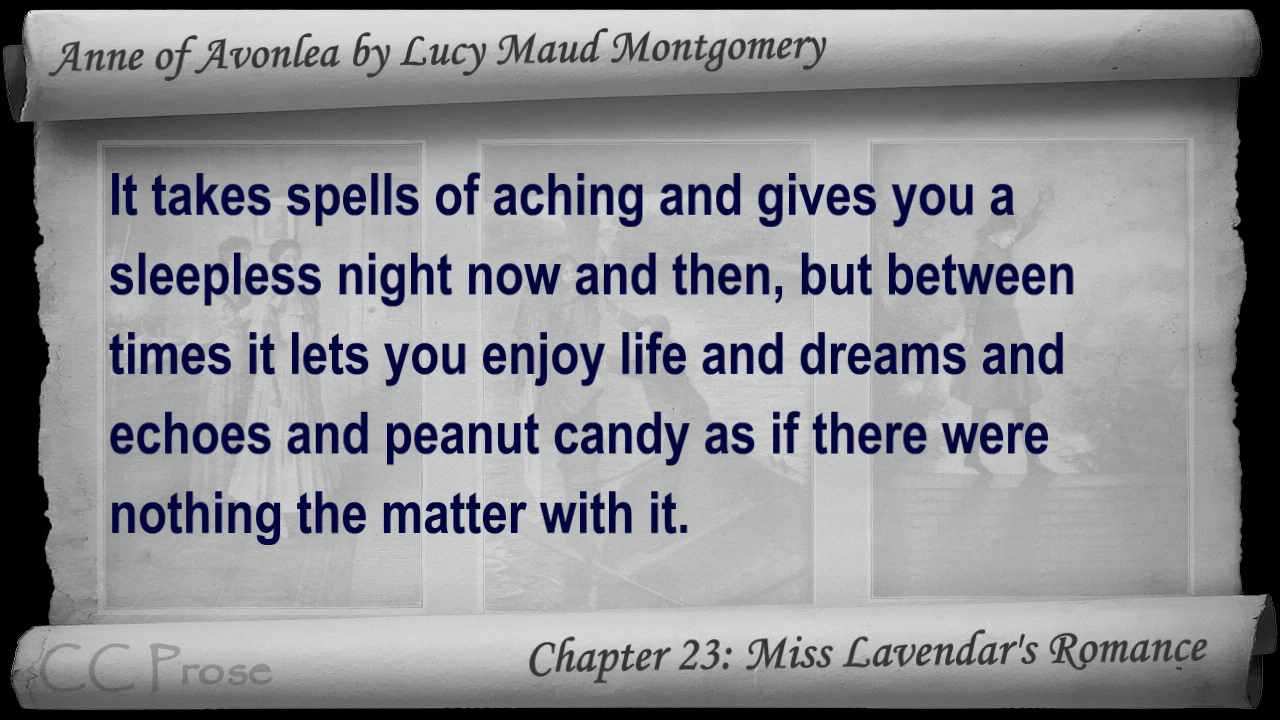 Anne of Avonlea by Lucy Maud Montgomery
It takes spells of aching and gives you a
sleepless night now and then, but between
times it lets you enjoy life and dreams and
echoes and peanut candy as if there were
nothing the matter with it.
CC Prose
Chapter 23: Miss Lavendar's Romance